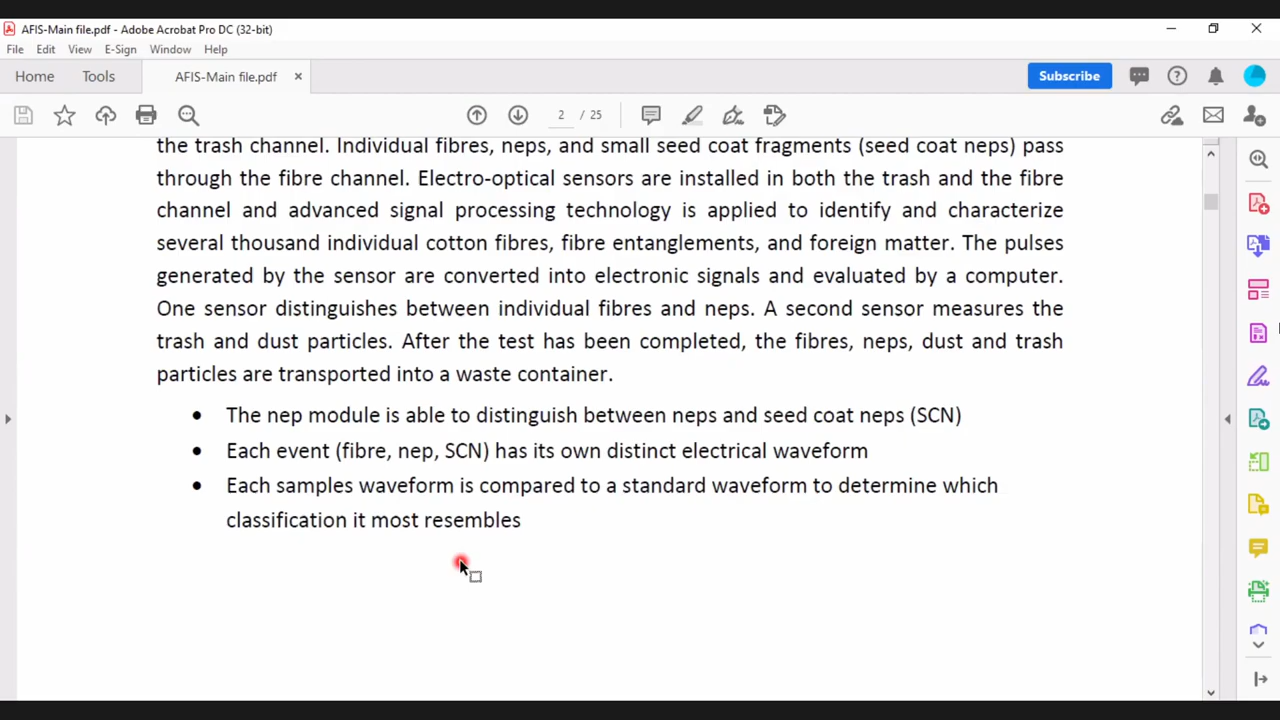 AFIS-Main file.pdf - Adobe Acrobat Pro DC (32-bit)
File Edit View E-Sign Window Help
Home Tools AFIS-Main file.pdf × Subscribe
2 / 25
the trash channel. Individual fibres, neps, and small seed coat fragments (seed coat neps) pass
through the fibre channel. Electro-optical sensors are installed in both the trash and the fibre
channel and advanced signal processing technology is applied to identify and characterize
several thousand individual cotton fibres, fibre entanglements, and foreign matter. The pulses
generated by the sensor are converted into electronic signals and evaluated by a computer.
One sensor distinguishes between individual fibres and neps. A second sensor measures the
trash and dust particles. After the test has been completed, the fibres, neps, dust and trash
particles are transported into a waste container.
• The nep module is able to distinguish between neps and seed coat neps (SCN)
• Each event (fibre, nep, SCN) has its own distinct electrical waveform
• Each samples waveform is compared to a standard waveform to determine which
classification it most resembles